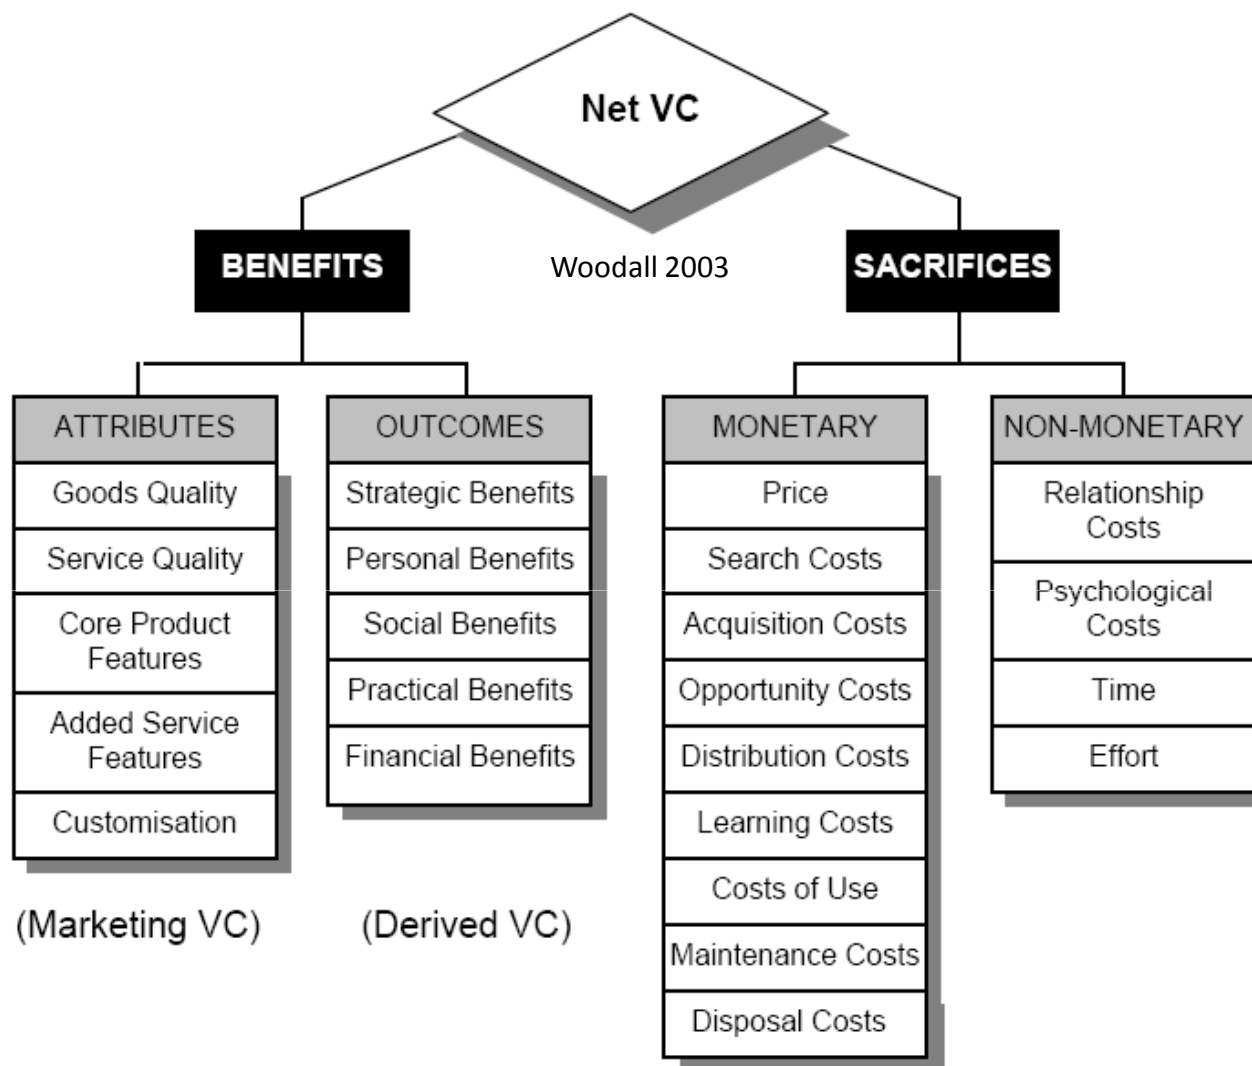 Net VC
BENEFITS
Woodall 2003
SACRIFICES
ATTRIBUTES
Goods Quality
Service Quality
Core Product
Features
Added Service
Features
Customisation
(Marketing VC)
OUTCOMES
Strategic Benefits
Personal Benefits
Social Benefits
Practical Benefits
Financial Benefits
(Derived VC)
MONETARY
Price
Search Costs
Acquisition Costs
Opportunity Costs
Distribution Costs
Learning Costs
Costs of Use
Maintenance Costs
Disposal Costs
NON-MONETARY
Relationship
Costs
Psychological
Costs
Time
Effort